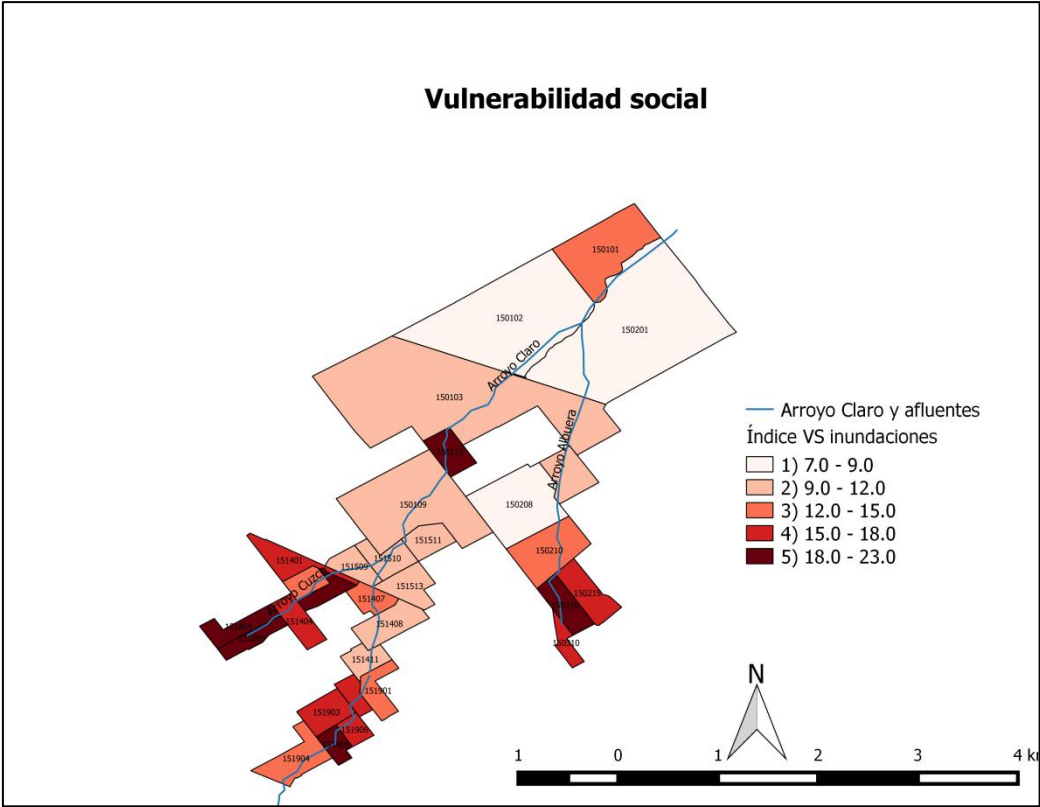 Vulnerabilidad social
150101
150102
150201
Arroyo Claro
150103
Arroyo Albuera
Arroyo Claro y afluentes
Índice VS inundaciones
1) 7.0 - 9.0
2) 9.0 - 12.0
3) 12.0 - 15.0
4) 15.0 - 18.0
5) 18.0 - 23.0
150109
150208
151511
151510
150210
151401
151509
Arroyo Cuzco
151513
150215
151407
151404
151408
150310
151411
151901
151903
151906
151904
N
1 0 1 2 3 4 km